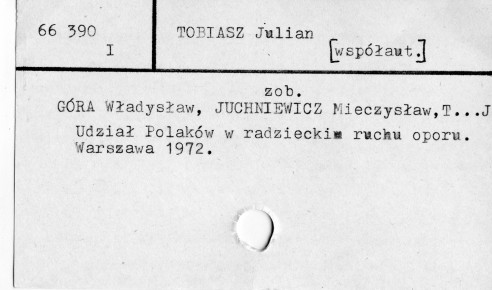 66 390
I
TOBIASZ Julian
[współaut.]
zob.
GÓRA Władysław, JUCHNIEWICZ Mieczysław,T...J
Udział Polaków w radzieckim ruchu oporu.
Warszawa 1972.